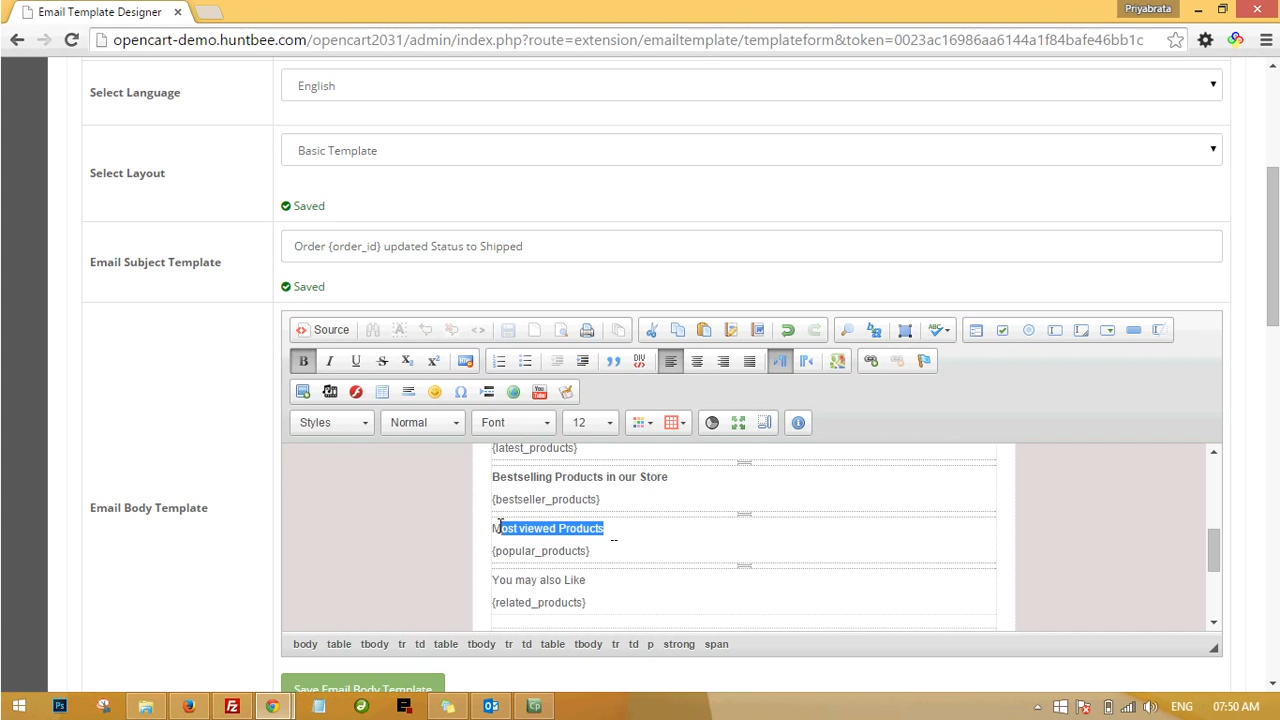 Email Template Designer
Priyabrata
opencart-demo.huntbee.com/opencart2031/admin/index.php?route=extension/emailtemplate/templateform&token=0023ac16986aa6144a1f84bafe46bb1c
Select Language
English
Select Layout
Basic Template
Saved
Email Subject Template
Order {order_id} updated Status to Shipped
Saved
Email Body Template
Source
Styles
Normal
Font
12
{latest_products}
Bestselling Products in our Store
{bestseller_products}
Most viewed Products
{popular_products}
You may also Like
{related_products}
body table tbody tr td table tbody tr td table tbody tr td p strong span
Save Email Body Template
ENG
07:50 AM